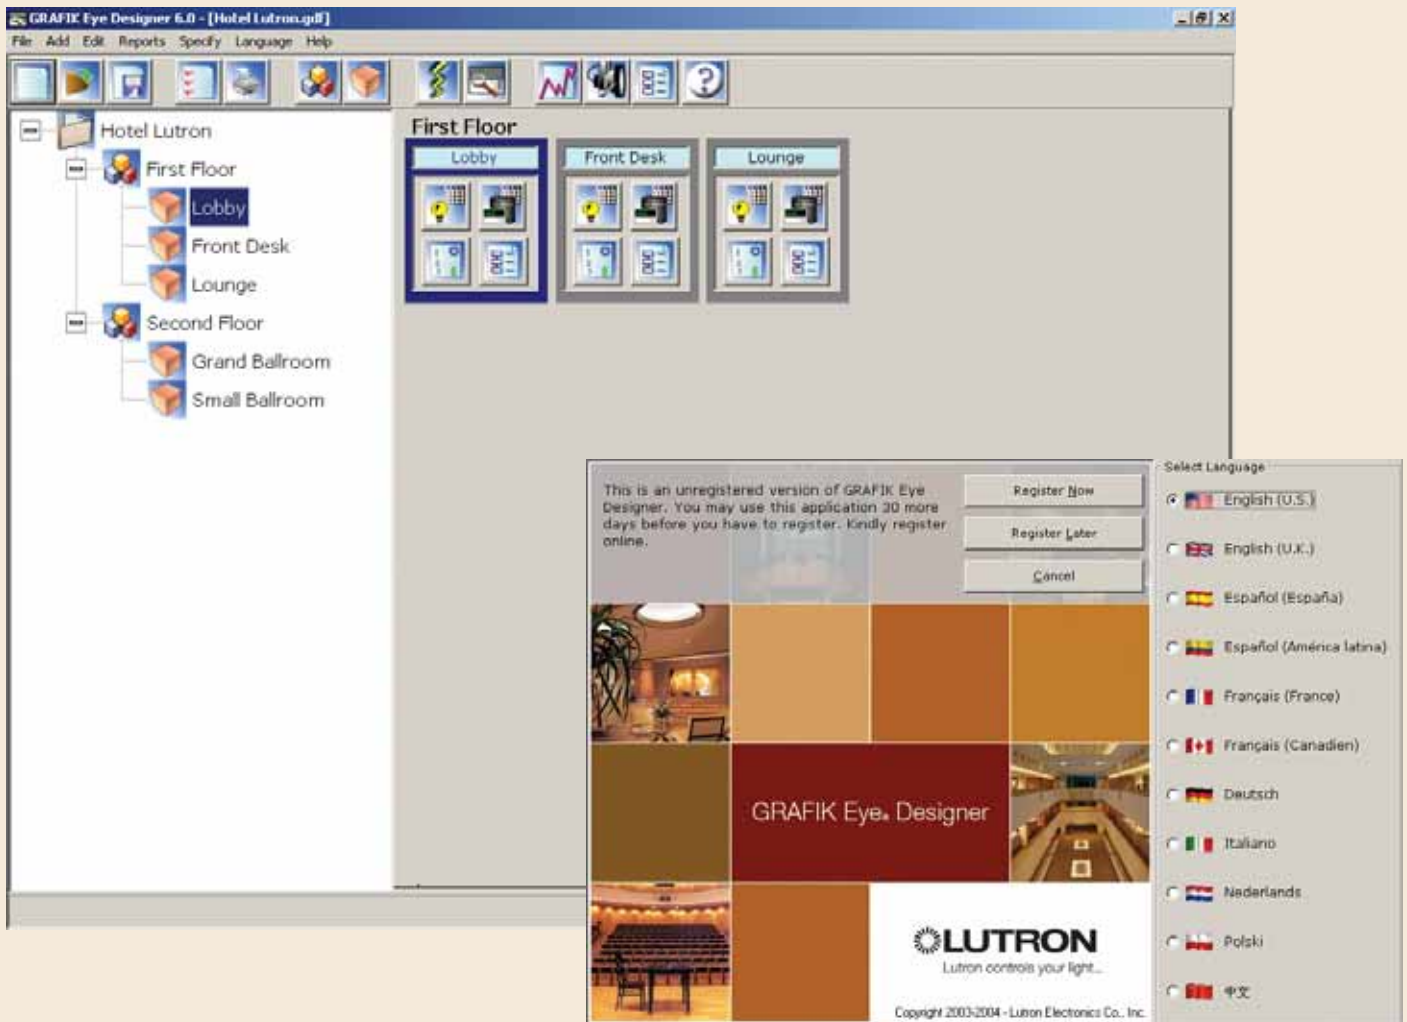 GRAFIK Eye Designer 6.0 - [Hotel Lutron.gdf]
File Add Edit Reports Specify Language Help
Hotel Lutron
First Floor
Lobby
Front Desk
Lounge
Second Floor
Grand Ballroom
Small Ballroom
First Floor
Lobby
Front Desk
Lounge
This is an unregistered version of GRAFIK Eye
Designer. You may use this application 30 more
days before you have to register. Kindly register
online.
Register Now
Register Later
Cancel
GRAFIK Eye® Designer
LUTRON
Lutron controls your light...
Copyright 2003-2004 - Lutron Electronics Co., Inc.
Select Language
English (U.S.)
English (U.K.)
Español (España)
Español (América latina)
Français (France)
Français (Canadien)
Deutsch
Italiano
Nederlands
Polski
中文